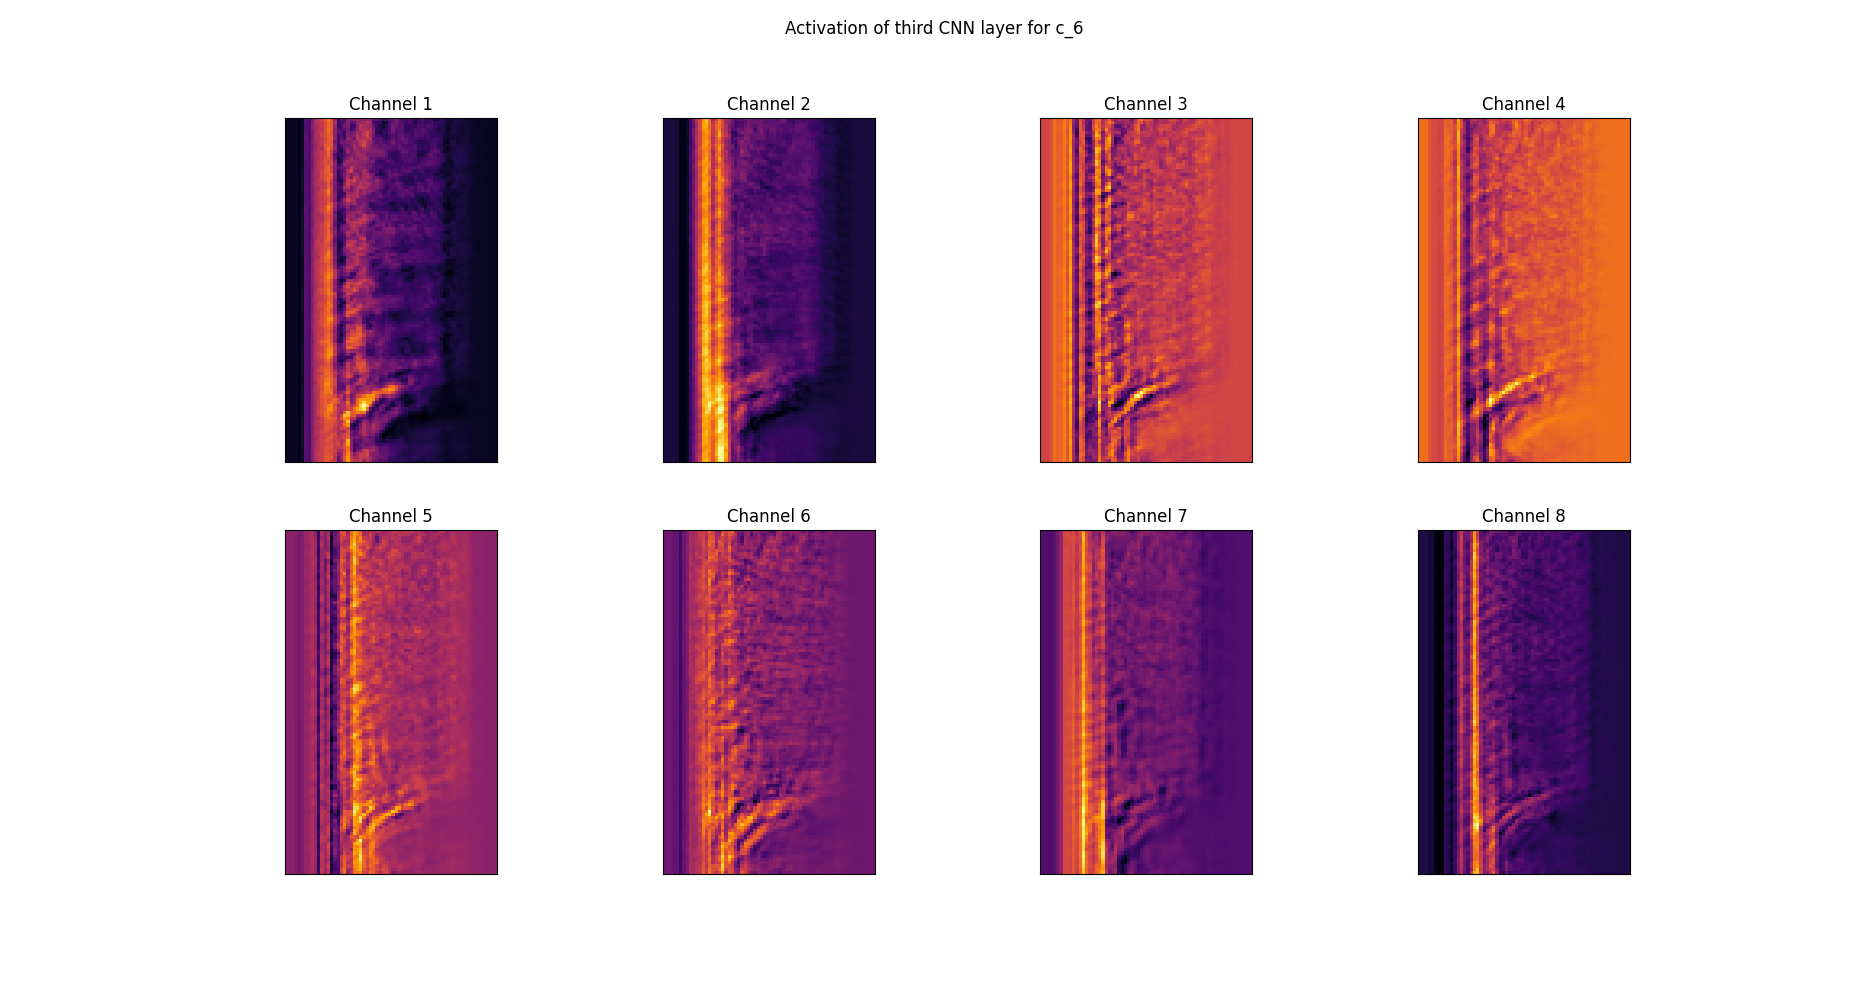 Activation of third CNN layer for c_6
Channel 1
Channel 2
Channel 3
Channel 4
Channel 5
Channel 6
Channel 7
Channel 8